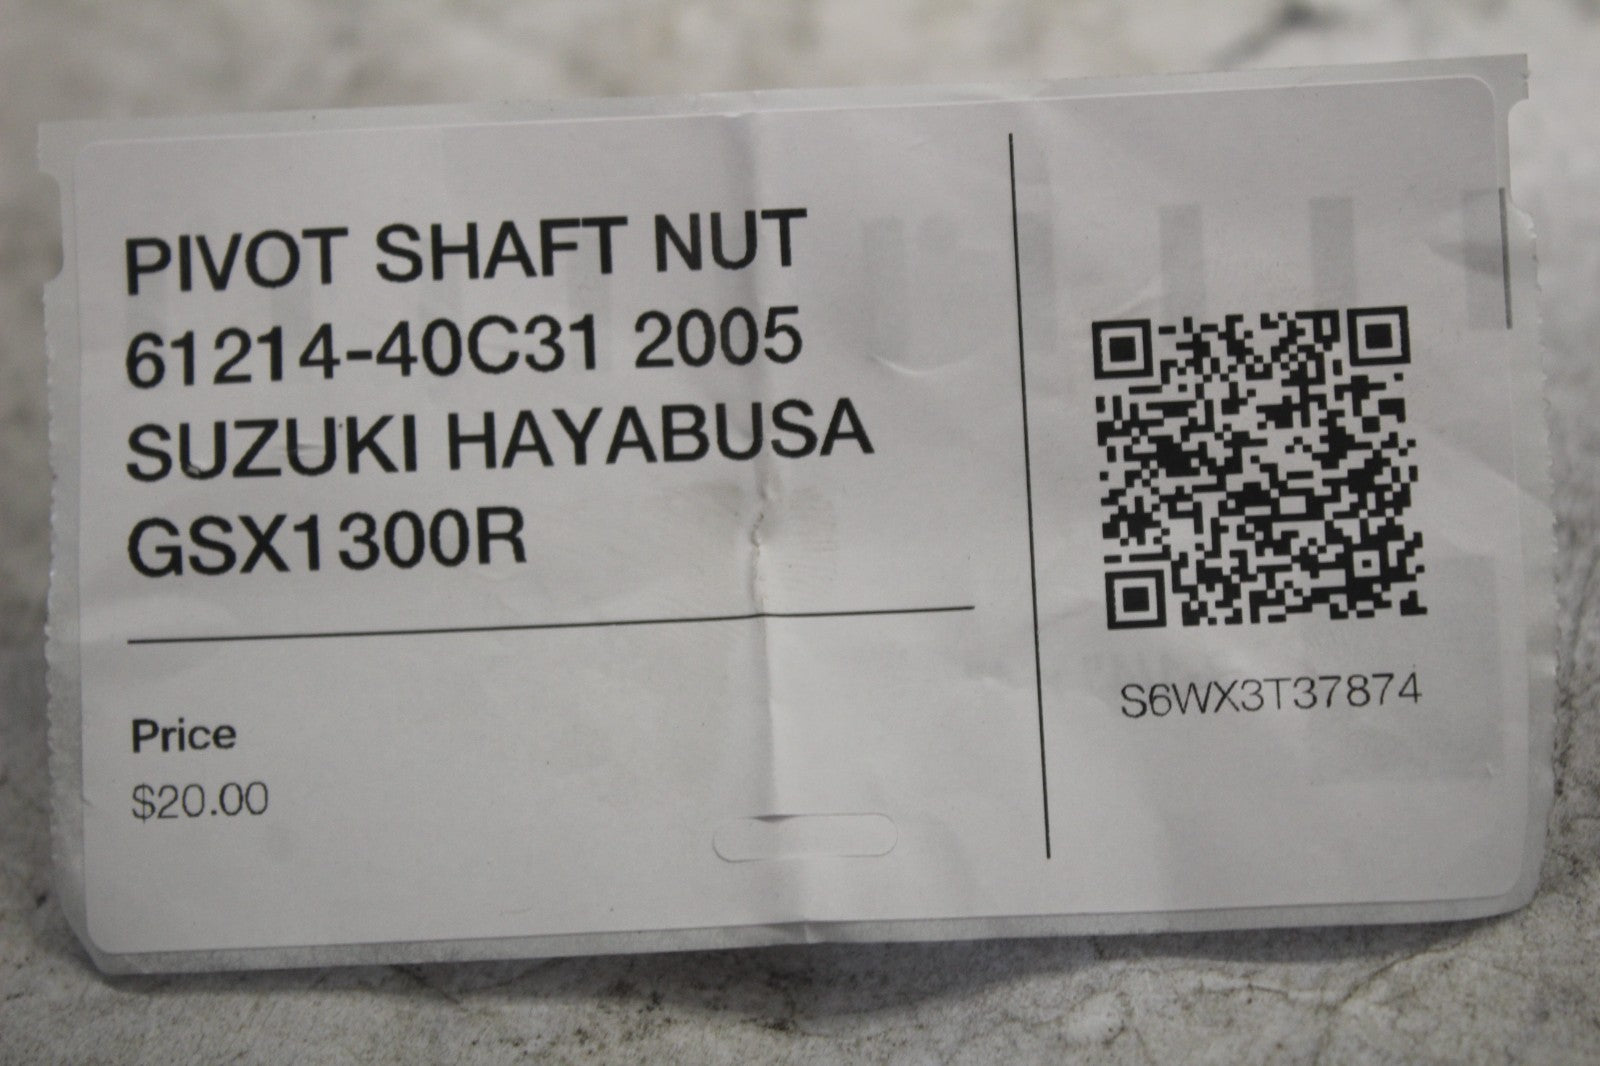 PIVOT SHAFT NUT
61214-40C31 2005
SUZUKI HAYABUSA
GSX1300R
Price
$20.00
S6WX3T37874